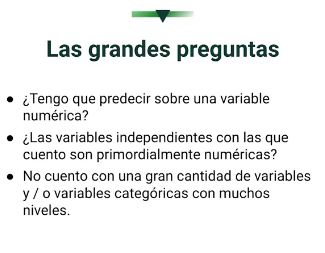 Las grandes preguntas
● ¿Tengo que predecir sobre una variable
numérica?
● ¿Las variables independientes con las que
cuento son primordialmente numéricas?
● No cuento con una gran cantidad de variables
y / o variables categóricas con muchos
niveles.